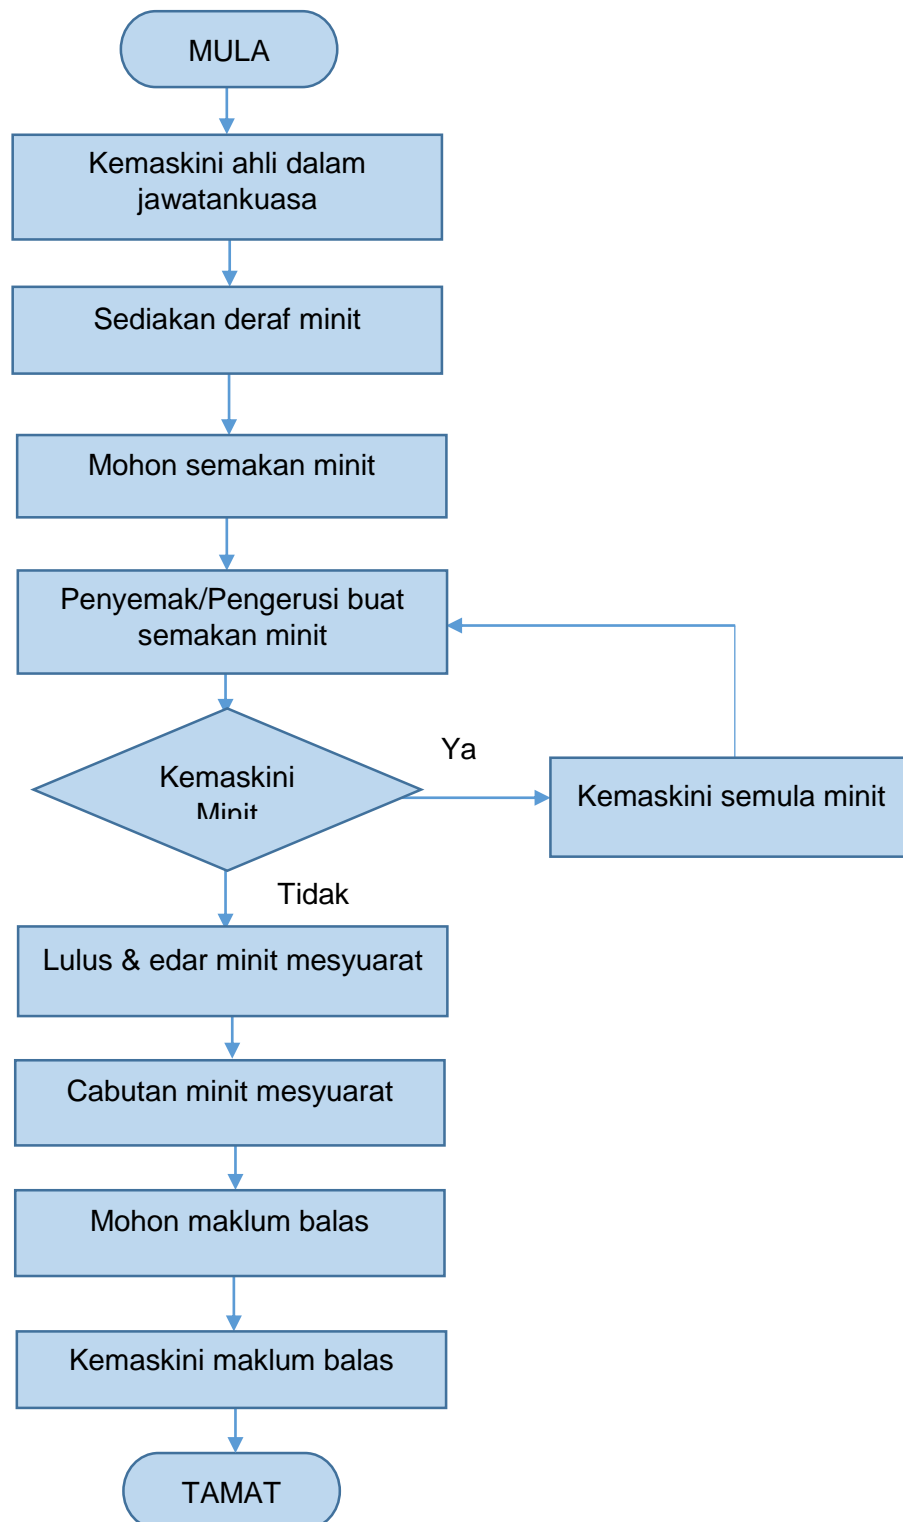 MULA
Kemaskini ahli dalam
jawatankuasa
Sediakan deraf minit
Mohon semakan minit
Penyemak/Pengerusi buat
semakan minit
Kemaskini
Minit
Ya
Kemaskini semula minit
Tidak
Lulus & edar minit mesyuarat
Cabutan minit mesyuarat
Mohon maklum balas
Kemaskini maklum balas
TAMAT